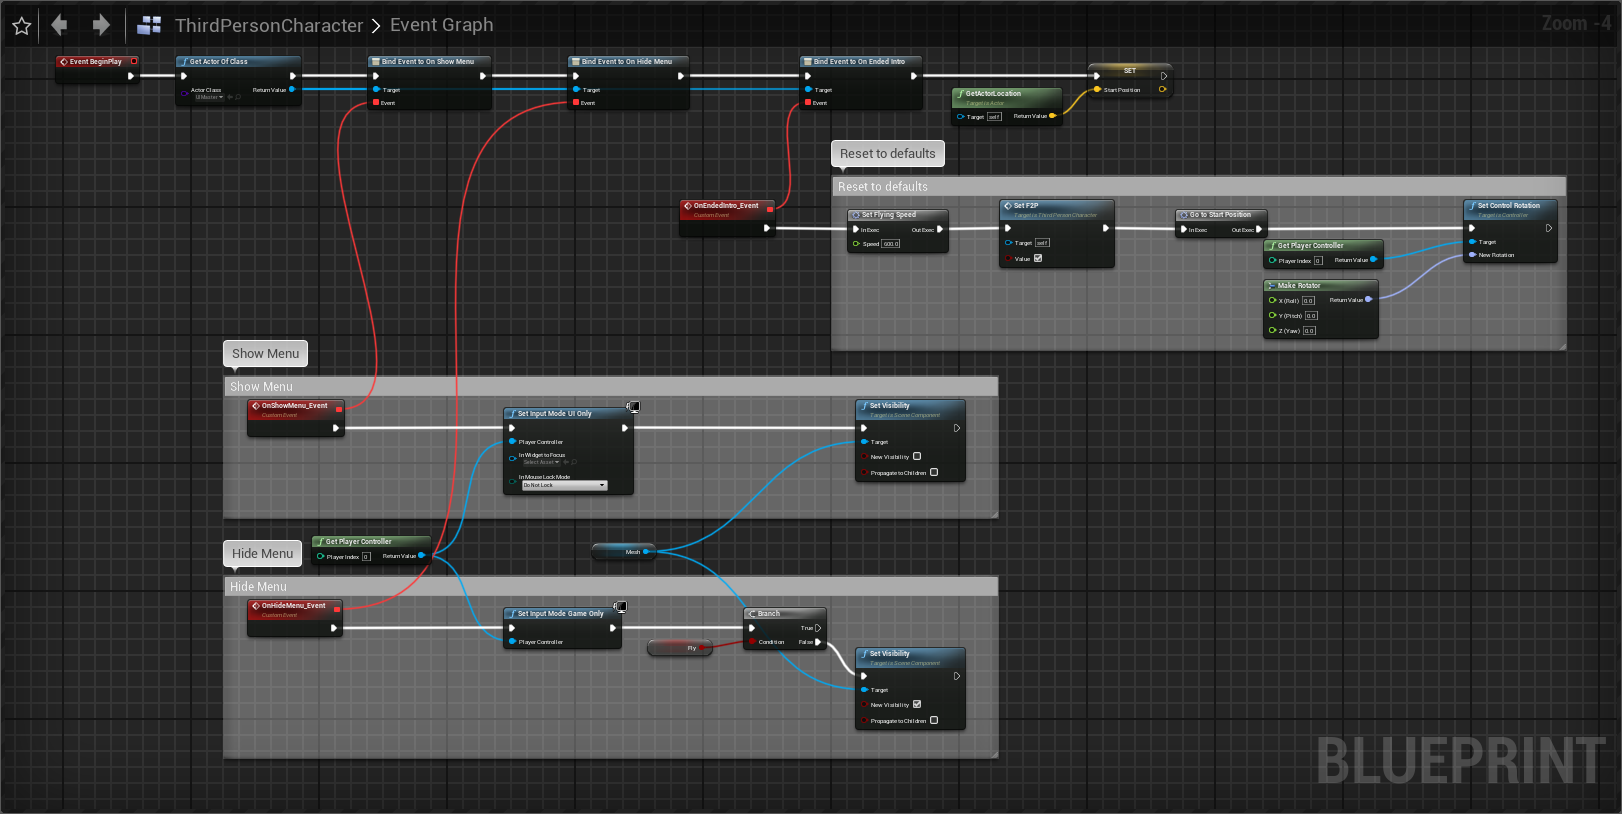 ThirdPersonCharacter > Event Graph
Zoom -4
Event BeginPlay
Get Actor Of Class
Actor Class
UI Master
Return Value
Bind Event to On Show Menu
Target
Event
Bind Event to On Hide Menu
Target
Event
Bind Event to On Ended Intro
Target
Event
GetActorLocation
Target is Actor
Target self
Return Value
SET
Start Position
Reset to defaults
Reset to defaults
OnEndedIntro_Event
Custom Event
Set Flying Speed
In Exec Out Exec
Speed 600.0
Set F2P
Target is Third Person Character
Target self
Value
Go to Start Position
In Exec Out Exec
Get Player Controller
Player Index 0 Return Value
Make Rotator
X (Roll) 0.0 Return Value
Y (Pitch) 0.0
Z (Yaw) 0.0
Set Control Rotation
Target is Controller
Target
New Rotation
Show Menu
Show Menu
OnShowMenu_Event
Custom Event
Set Input Mode UI Only
Player Controller
In Widget to Focus
Select Asset
In Mouse Lock Mode
Do Not Lock
Set Visibility
Target is Scene Component
Target
New Visibility
Propagate to Children
Get Player Controller
Player Index 0 Return Value
Mesh
Hide Menu
Hide Menu
OnHideMenu_Event
Custom Event
Set Input Mode Game Only
Player Controller
Fly
Branch
True
Condition False
Set Visibility
Target is Scene Component
Target
New Visibility
Propagate to Children
BLUEPRINT